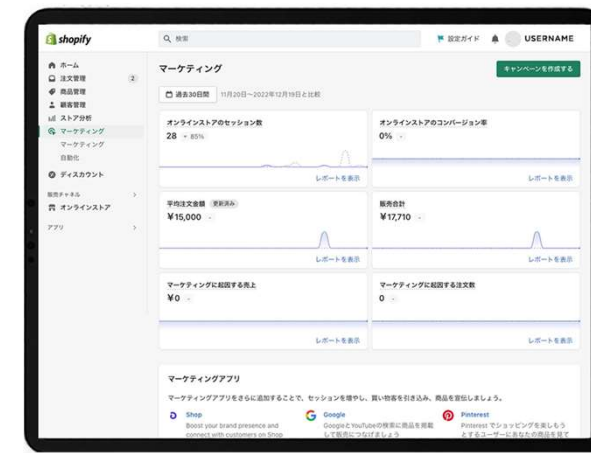 shopify
検索
設定ガイド
USERNAME
ホーム
注文管理 2
商品管理
顧客管理
ストア分析
マーケティング
マーケティング
自動化
ディスカウント
販売チャネル
オンラインストア
アプリ
マーケティング
キャンペーンを作成する
過去30日間 11月20日〜2022年12月19日と比較
オンラインストアのセッション数
28 85%
レポートを表示
オンラインストアのコンバージョン率
0% -
レポートを表示
平均注文金額 更新済み
¥15,000 -
レポートを表示
販売合計
¥17,710 -
レポートを表示
マーケティングに起因する売上
¥0 -
レポートを表示
マーケティングに起因する注文数
0 -
レポートを表示
マーケティングアプリ
マーケティングアプリをさらに追加することで、セッションを増やし、買い物客を引き込み、商品を宣伝しましょう。
Shop
Boost your brand presence and
connect with customers on Shop
Google
GoogleとYouTubeの検索に商品を掲載
して販売につなげましょう
Pinterest
Pinterest でショッピングを楽しもう
とするユーザーにあなたの商品を見て